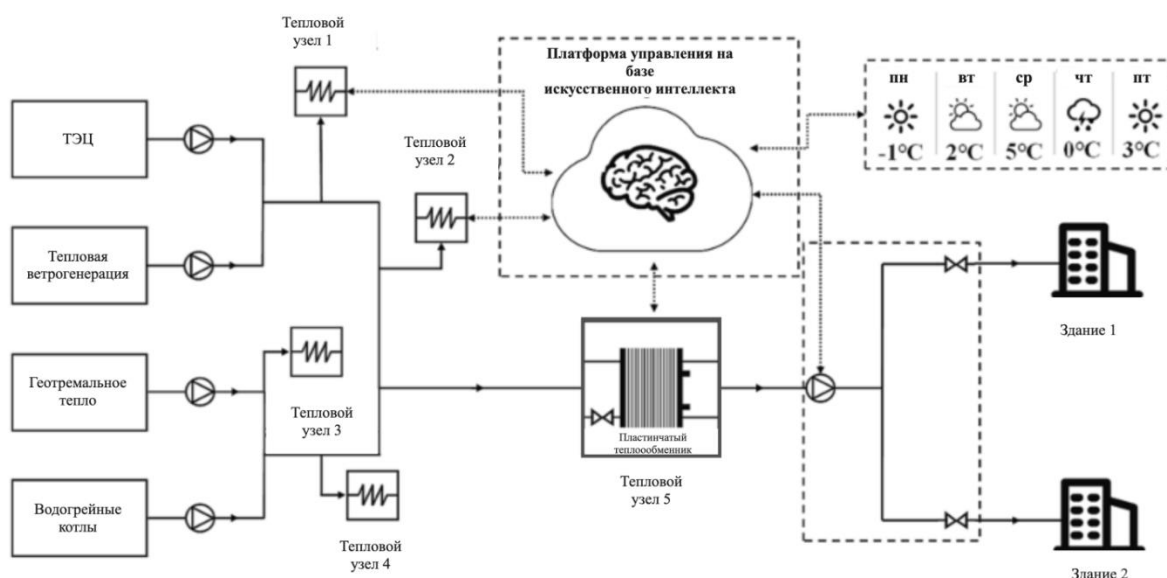 Тепловой
узел 1
Платформа управления на
базе
искусственного интеллекта
пн вт ср чт пт
-1°C 2°C 5°C 0°C 3°C
ТЭЦ
Тепловой
узел 2
Тепловая
ветрогенерация
Здание 1
Геотремальное
тепло
Тепловой
узел 3
Пластинчатый
теплоообменник
Тепловой
узел 5
Водогрейные
котлы
Тепловой
узел 4
Здание 2